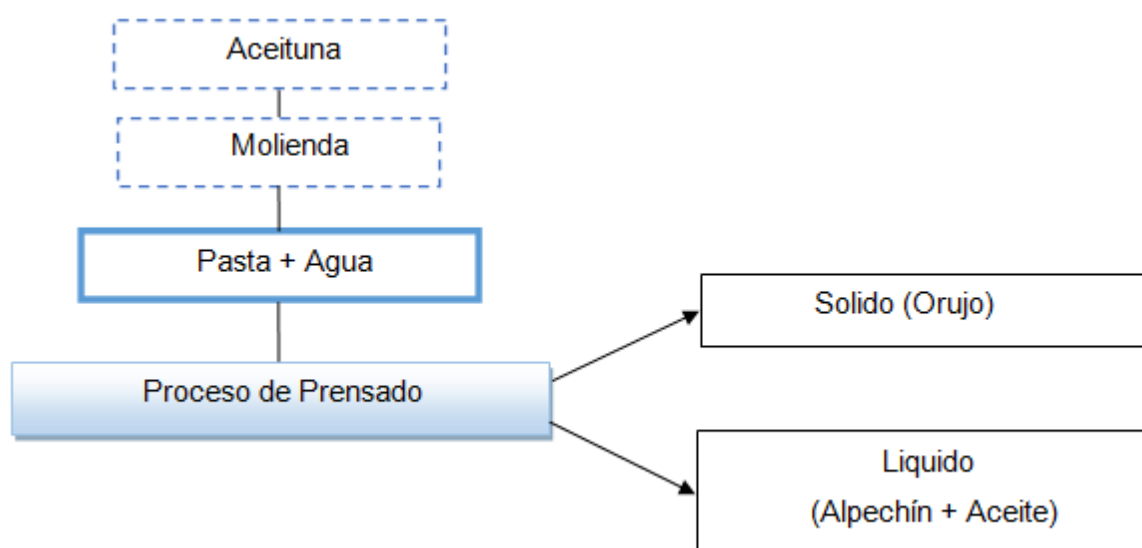 Aceituna
Molienda
Pasta + Agua
Proceso de Prensado
Solido (Orujo)
Liquido
(Alpechín + Aceite)